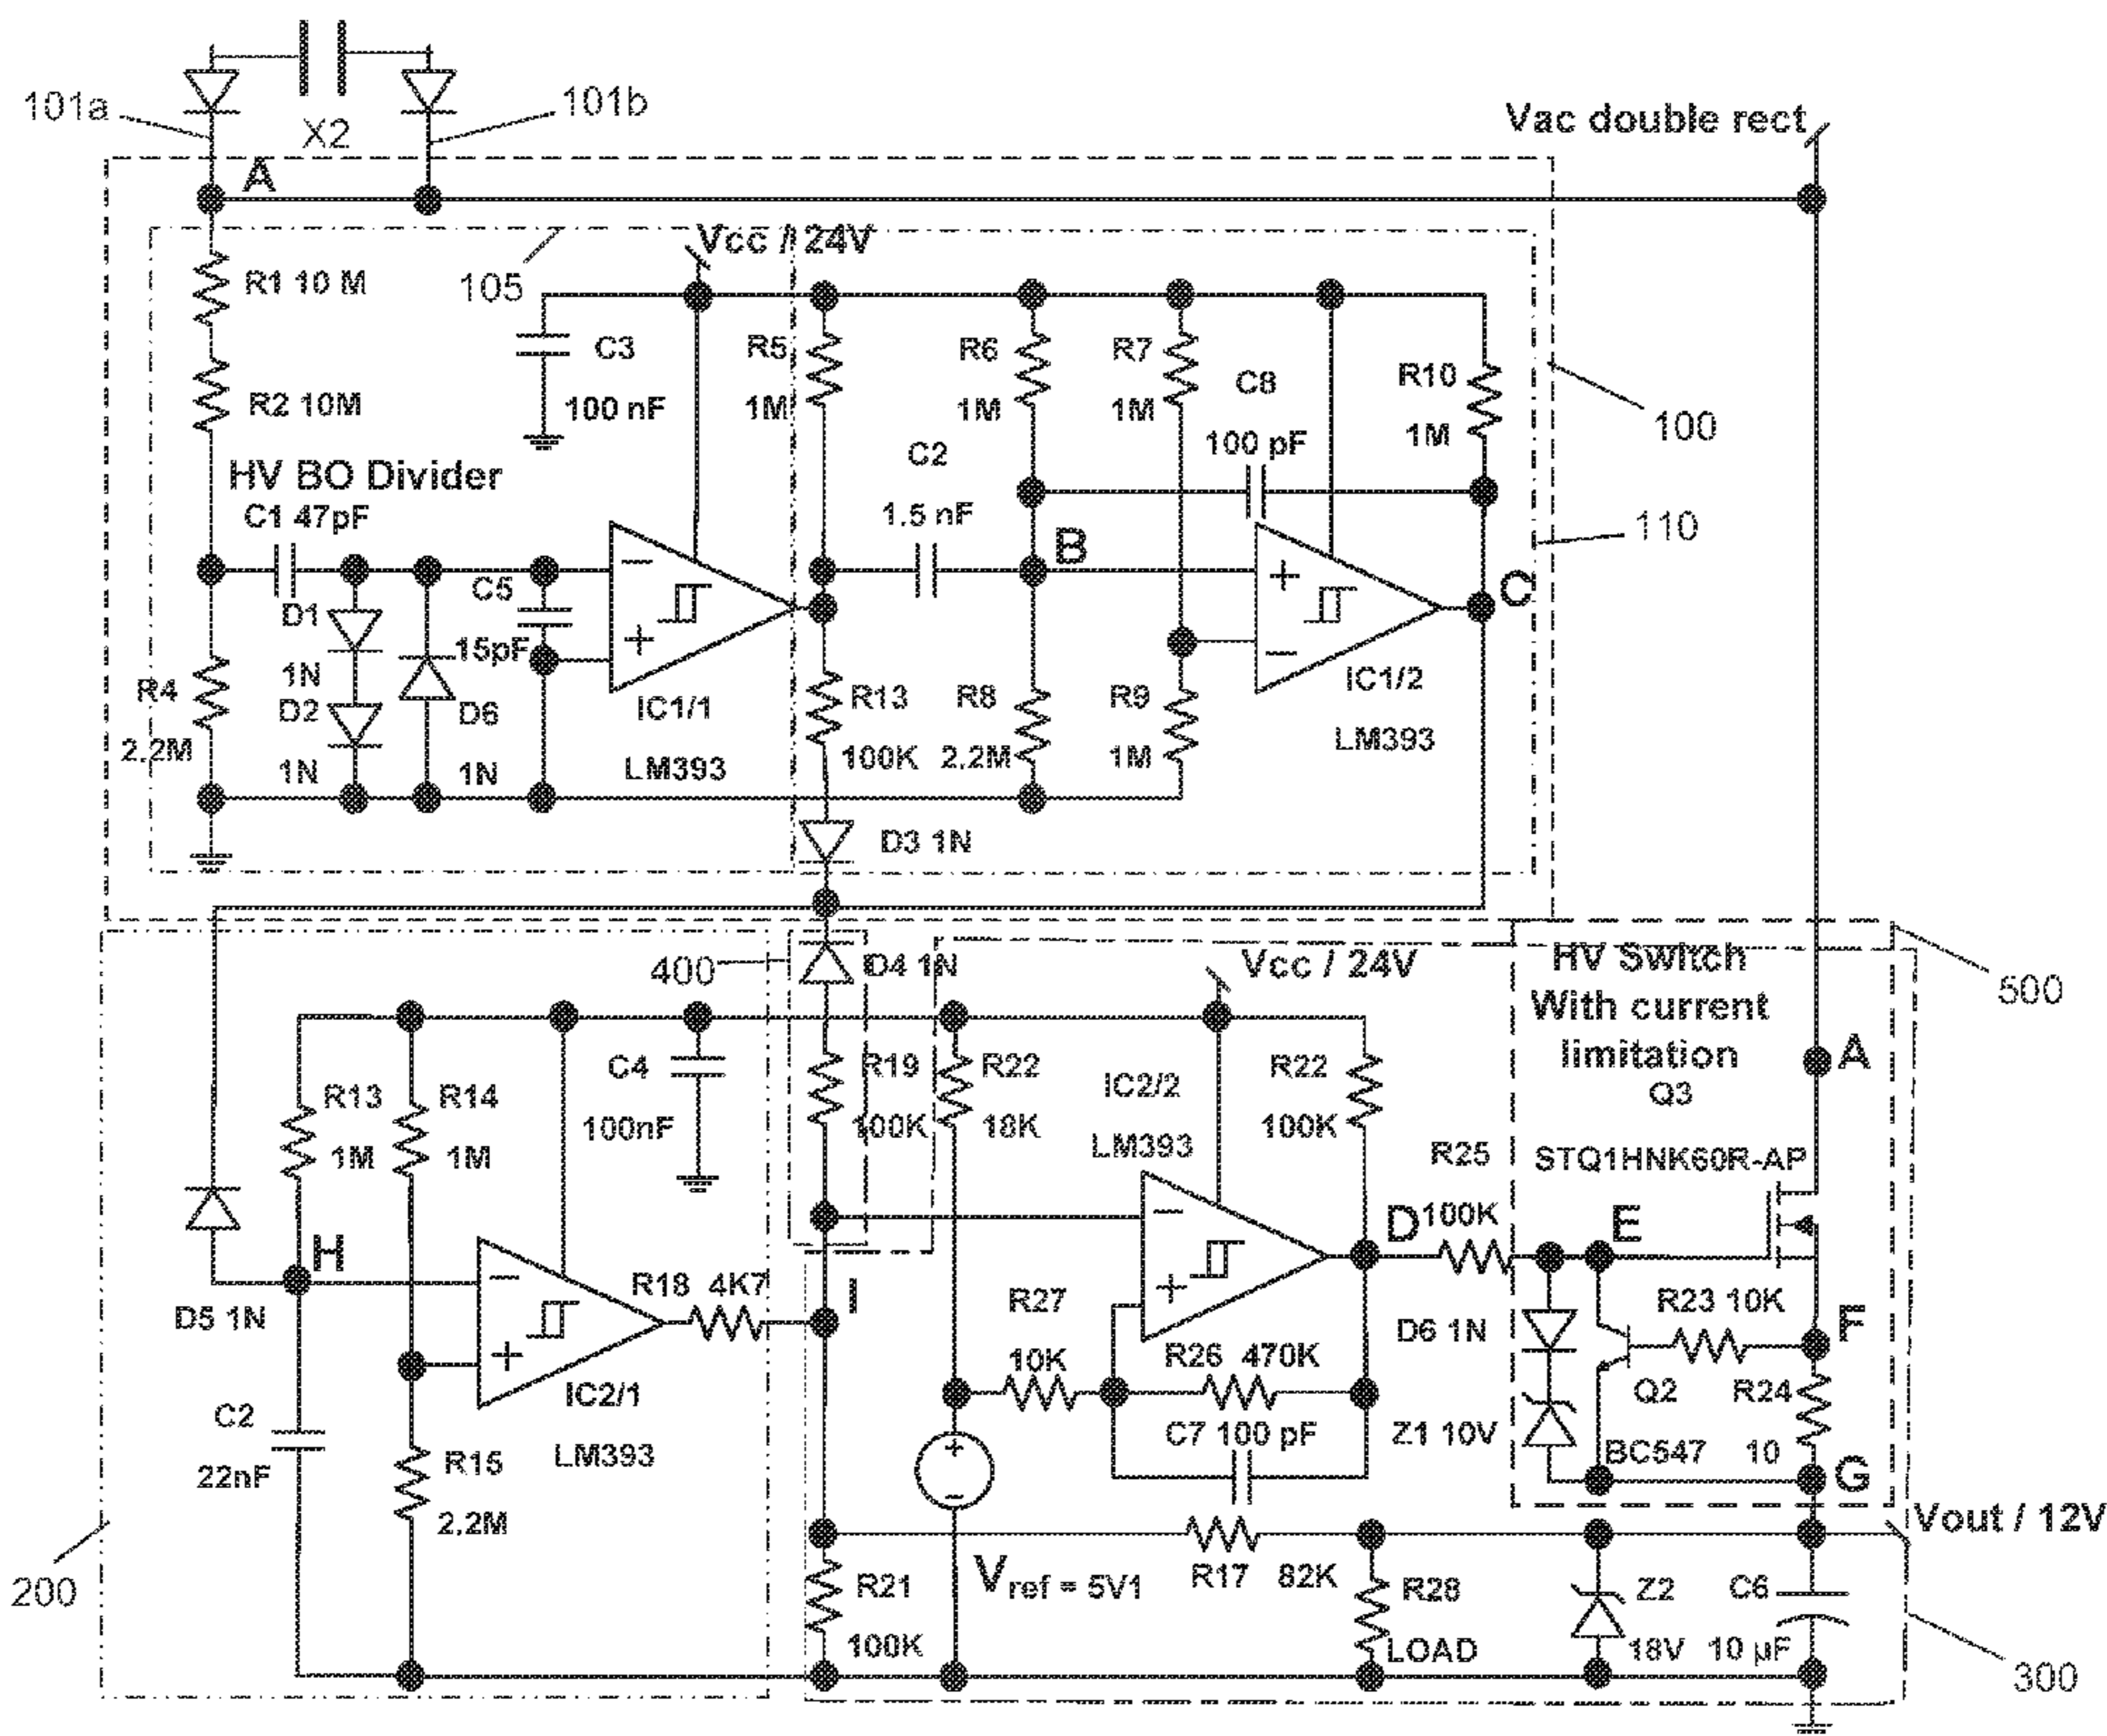 101a
X2
101b
Vac double rect
A
Vcc / 24V
105
R1 10 M
C3
100 nF
R5
1M
R6
1M
R7
1M
C8
100 pF
R10
1M
100
R2 10M
HV BO Divider
C1 47pF
C2
1.5 nF
B
110
C
D1
1N
C5
15pF
−
+
IC1/1
LM393
+
−
IC1/2
LM393
R4
2.2M
D2
1N
D6
1N
R13
100K
R8
2.2M
R9
1M
D3 1N
400
D4 1N
Vcc / 24V
HV Switch
With current
limitation
Q3
500
A
R13
1M
R14
1M
C4
100nF
R19
100K
R22
18K
IC2/2
LM393
R22
100K
R25
100K
STQ1HNK60R-AP
D
E
H
D5 1N
−
+
R18 4K7
I
−
+
R27
10K
R26 470K
C7 100 pF
D6 1N
R23 10K
F
Q2
R24
10
Z1 10V
BC547
G
C2
22nF
IC2/1
LM393
R15
2.2M
+
−
Vout / 12V
200
R21
100K
Vref = 5V1
R17 82K
R28
LOAD
Z2
18V
C6
10 µF
300